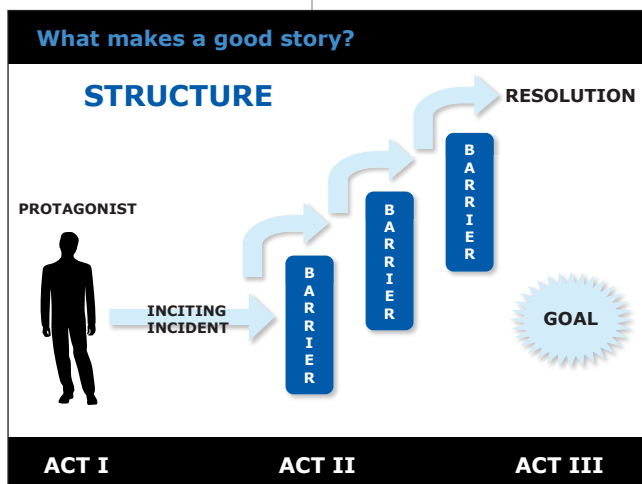 What makes a good story?
STRUCTURE
RESOLUTION
PROTAGONIST
INCITING
INCIDENT
BARRIER
BARRIER
BARRIER
GOAL
ACT I
ACT II
ACT III